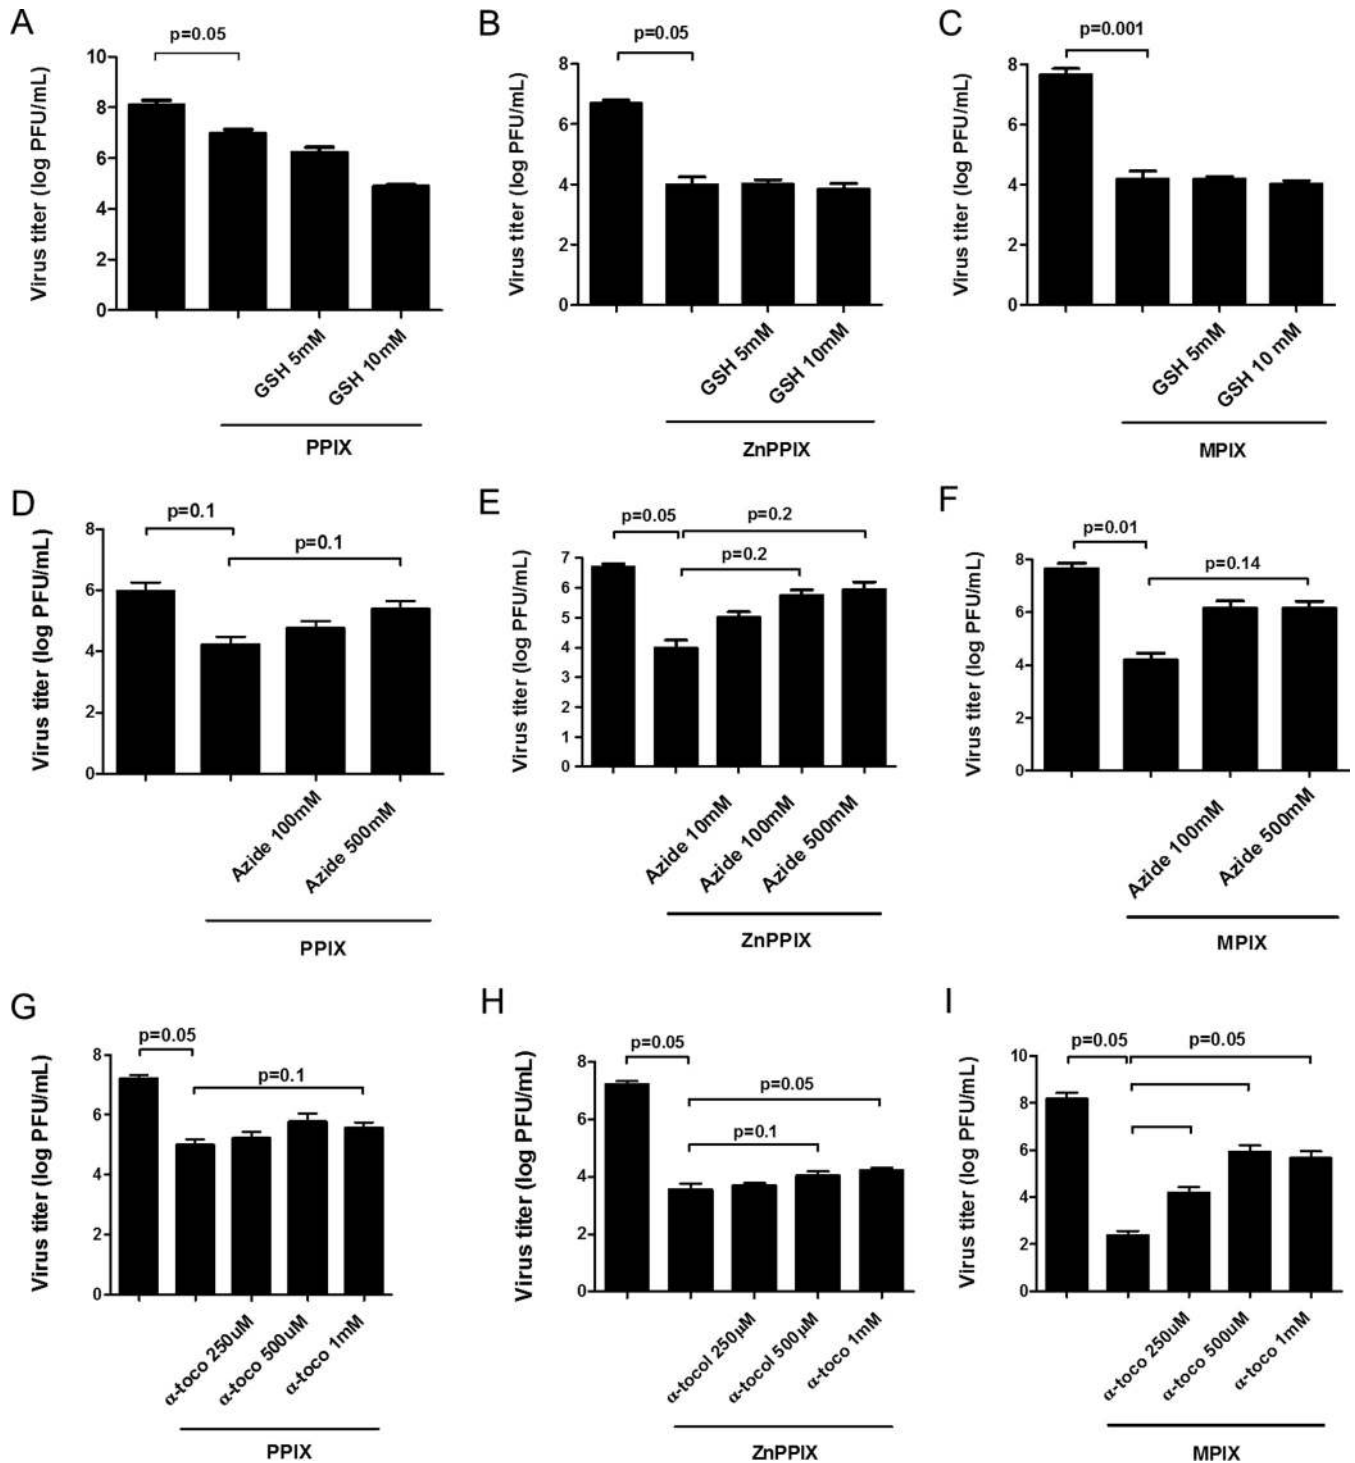 A
p=0.05
Virus titer (log PFU/mL)
10
8
6
4
2
0
GSH 5mM
GSH 10mM
PPIX
B
p=0.05
Virus titer (log PFU/mL)
8
6
4
2
0
GSH 5mM
GSH 10mM
ZnPPIX
C
p=0.001
Virus titer (log PFU/mL)
8
6
4
2
0
GSH 5mM
GSH 10 mM
MPIX
D
p=0.1
p=0.1
Virus titer (log PFU/mL)
8
6
4
2
0
Azide 100mM
Azide 500mM
PPIX
E
p=0.05
p=0.2
p=0.2
Virus titer (log PFU/mL)
7
6
5
4
3
2
1
0
Azide 10mM
Azide 100mM
Azide 500mM
ZnPPIX
F
p=0.01
p=0.14
Virus titer (log PFU/mL)
8
6
4
2
0
Azide 100mM
Azide 500mM
MPIX
G
p=0.05
p=0.1
Virus titer (log PFU/mL)
8
6
4
2
0
α-toco 250uM
α-toco 500uM
α-toco 1mM
PPIX
H
p=0.05
p=0.05
p=0.1
Virus titer (log PFU/mL)
8
6
4
2
0
α-tocol 250µM
α-tocol 500µM
α-toco 1mM
ZnPPIX
I
p=0.05
p=0.05
Virus titer (log PFU/mL)
10
8
6
4
2
0
α-toco 250uM
α-toco 500uM
α-toco 1mM
MPIX